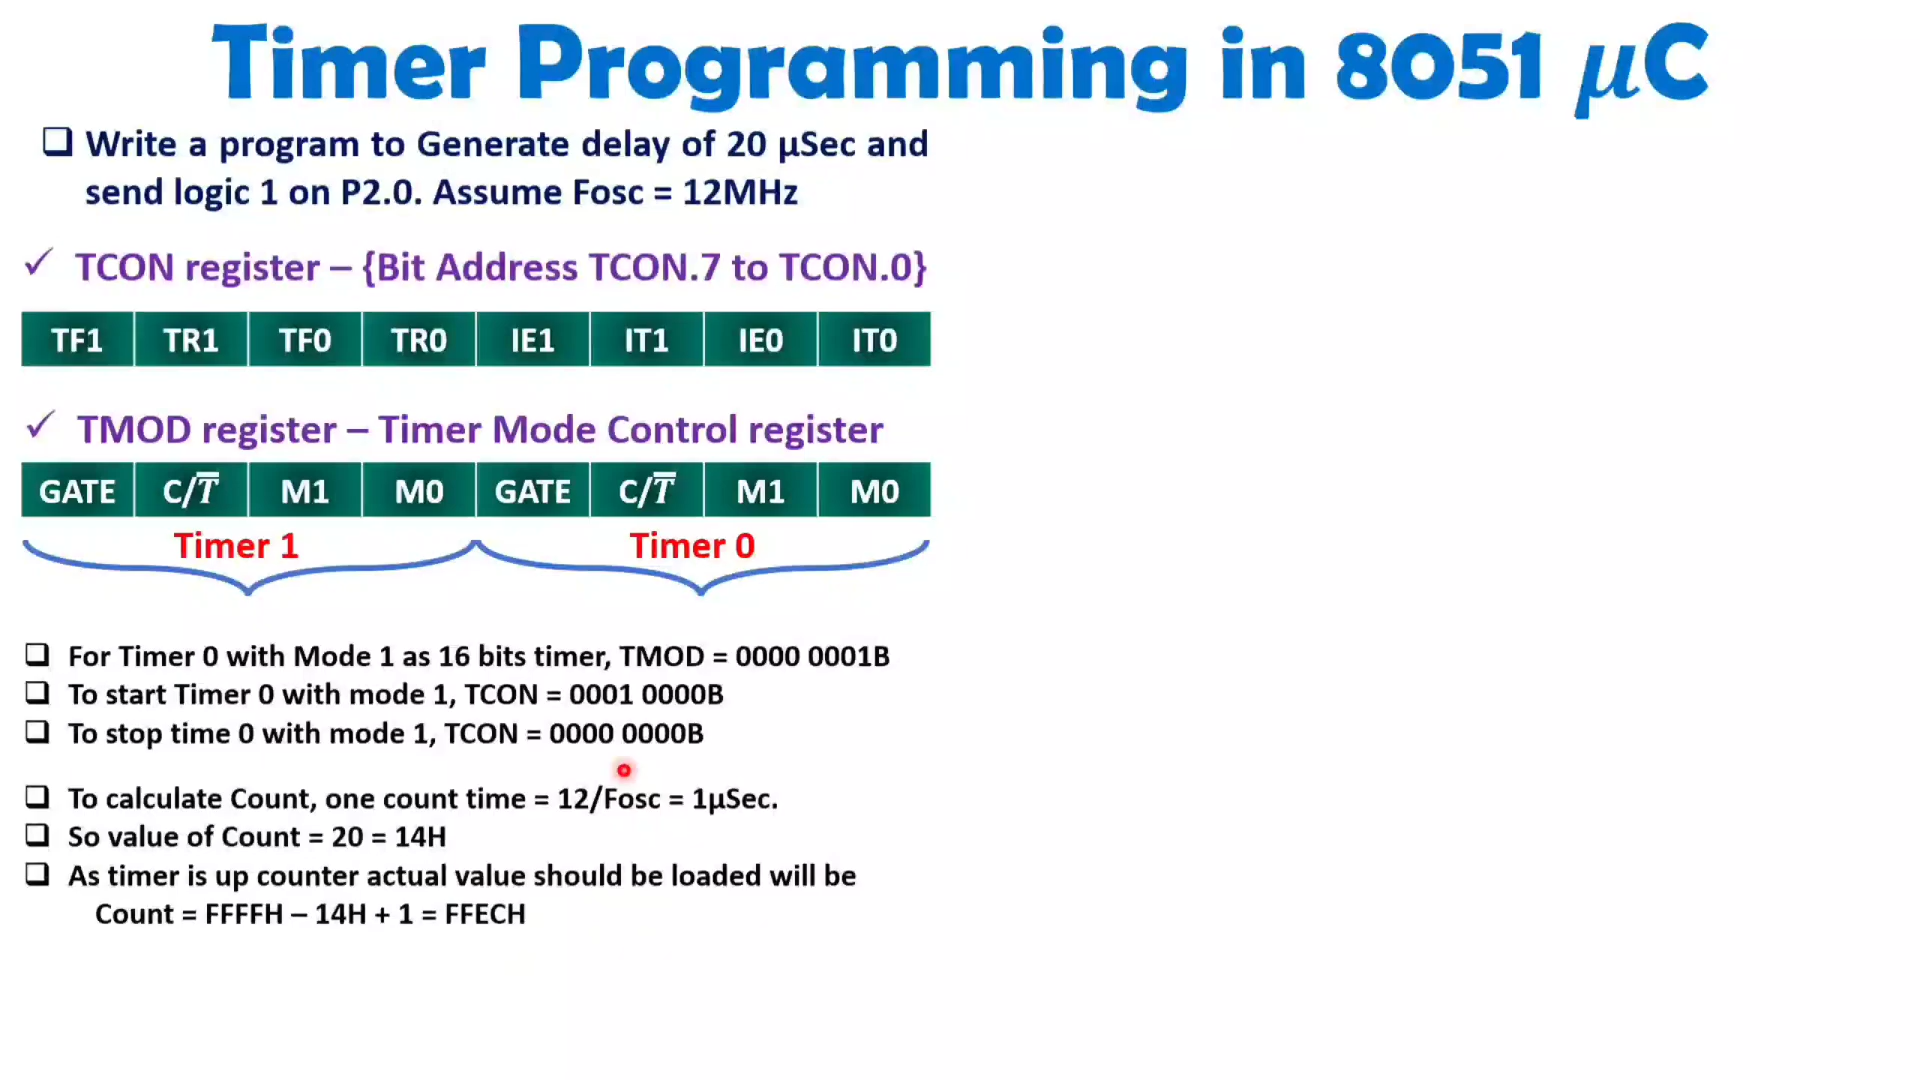 Timer Programming in 8051 μC
❑ Write a program to Generate delay of 20 µSec and
send logic 1 on P2.0. Assume Fosc = 12MHz
✓ TCON register – {Bit Address TCON.7 to TCON.0}
TF1 TR1 TF0 TR0 IE1 IT1 IE0 IT0
✓ TMOD register – Timer Mode Control register
GATE C/T̅ M1 M0 GATE C/T̅ M1 M0
Timer 1 Timer 0
❑ For Timer 0 with Mode 1 as 16 bits timer, TMOD = 0000 0001B
❑ To start Timer 0 with mode 1, TCON = 0001 0000B
❑ To stop time 0 with mode 1, TCON = 0000 0000B
❑ To calculate Count, one count time = 12/Fosc = 1µSec.
❑ So value of Count = 20 = 14H
❑ As timer is up counter actual value should be loaded will be
Count = FFFFH – 14H + 1 = FFECH